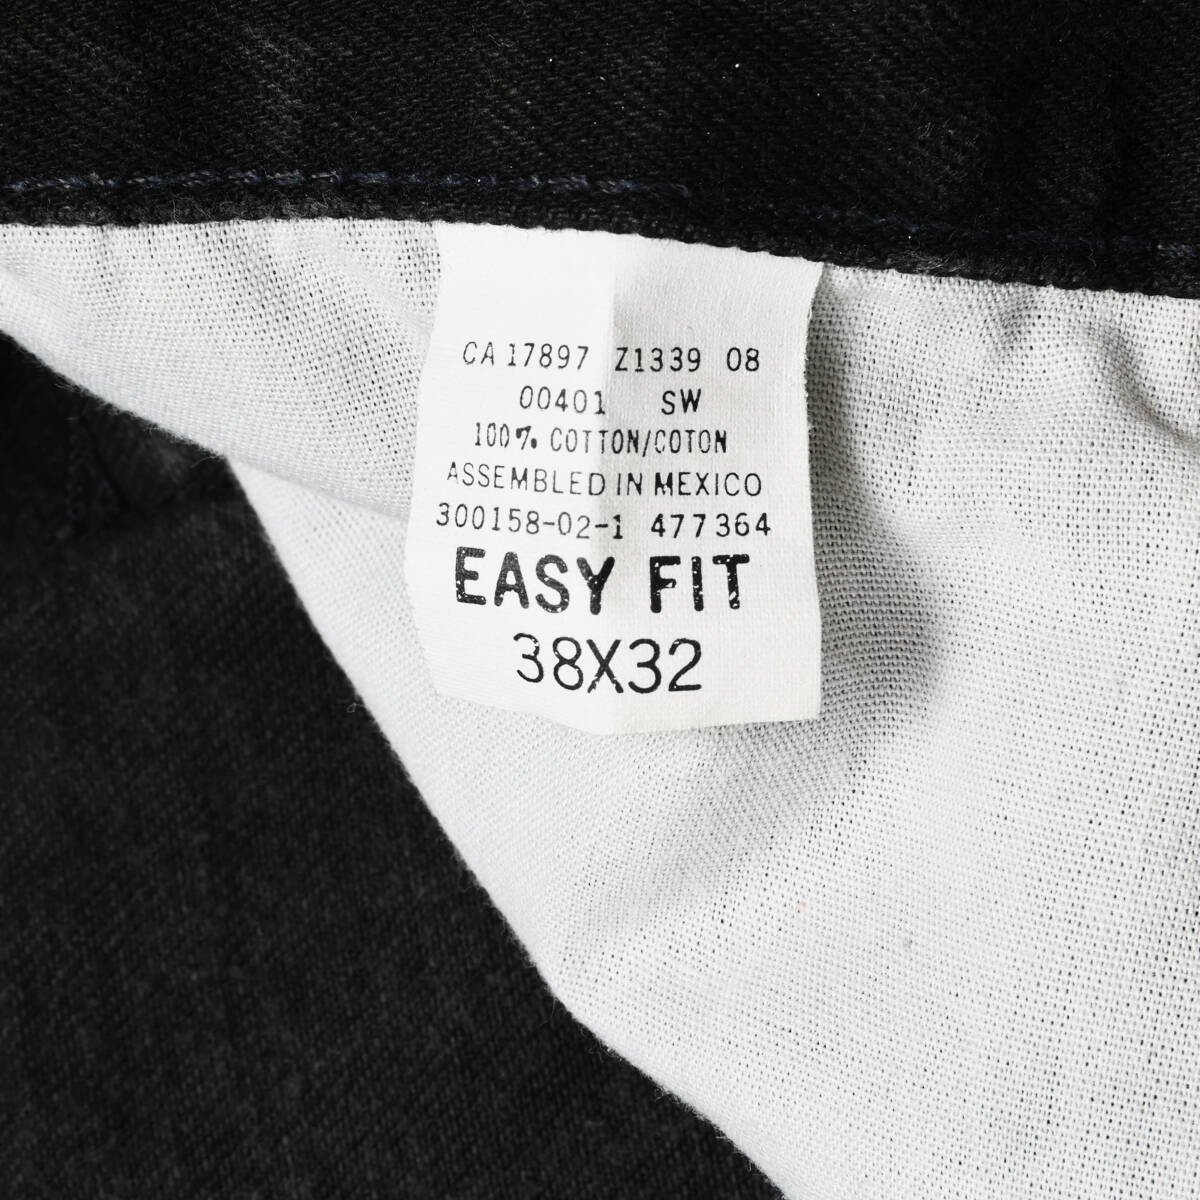 CA 17897 Z1339 08
00401 SW
100% COTTON/COTON
ASSEMBLED IN MEXICO
300158-02-1 477364
EASY FIT
38X32